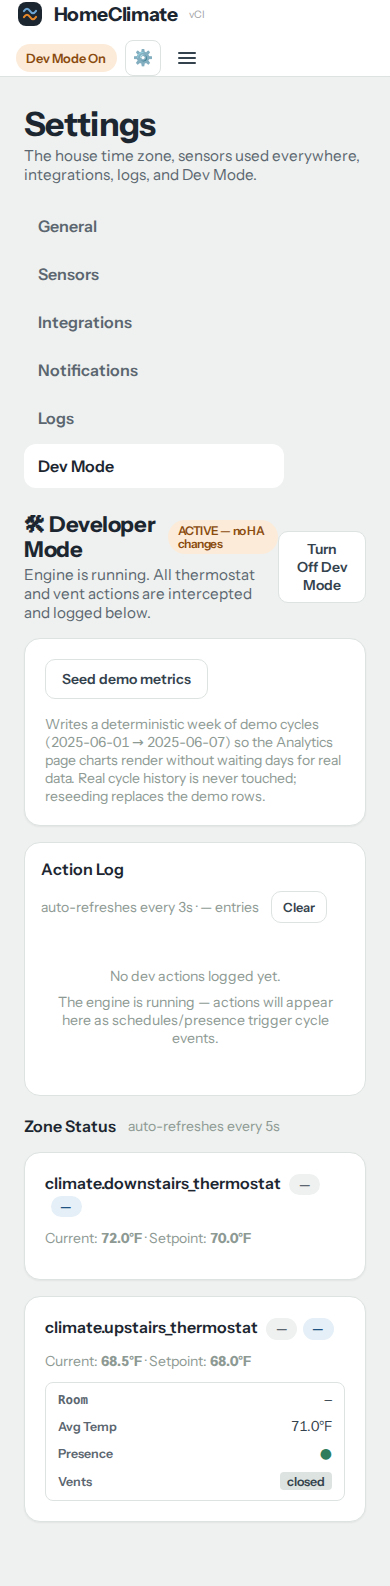 HomeClimate vCI
Dev Mode On ⚙️
Settings
The house time zone, sensors used everywhere,
integrations, logs, and Dev Mode.
General
Sensors
Integrations
Notifications
Logs
Dev Mode
🛠 Developer
Mode
ACTIVE — no HA
changes
Turn
Off Dev
Mode
Engine is running. All thermostat
and vent actions are intercepted
and logged below.
Seed demo metrics
Writes a deterministic week of demo cycles
(2025-06-01 → 2025-06-07) so the Analytics
page charts render without waiting days for real
data. Real cycle history is never touched;
reseeding replaces the demo rows.
Action Log
auto-refreshes every 3s · — entries Clear
No dev actions logged yet.
The engine is running — actions will appear
here as schedules/presence trigger cycle
events.
Zone Status auto-refreshes every 5s
climate.downstairs_thermostat —
—
Current: 72.0°F · Setpoint: 70.0°F
climate.upstairs_thermostat — —
Current: 68.5°F · Setpoint: 68.0°F
Room –
Avg Temp 71.0°F
Presence ●
Vents closed